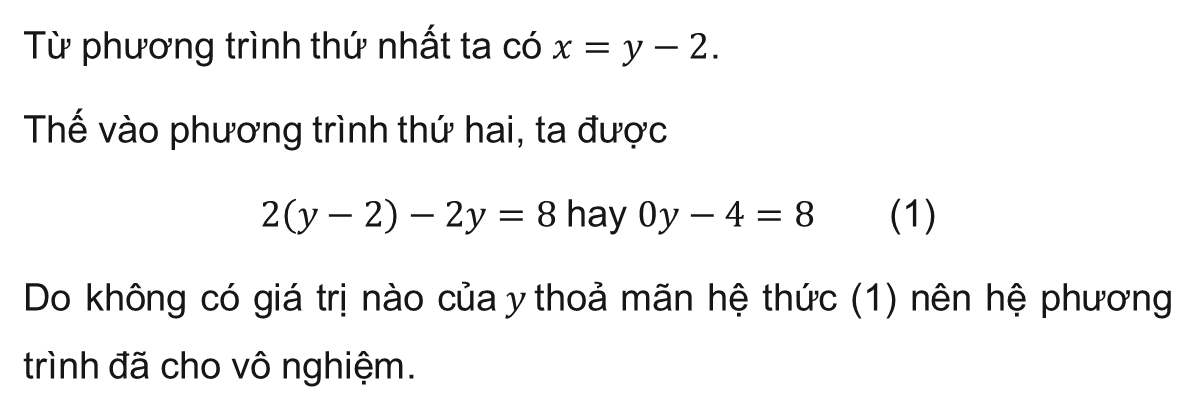 Từ phương trình thứ nhất ta có x = y − 2.
Thế vào phương trình thứ hai, ta được
2(y − 2) − 2y = 8 hay 0y − 4 = 8 (1)
Do không có giá trị nào của y thoả mãn hệ thức (1) nên hệ phương
trình đã cho vô nghiệm.